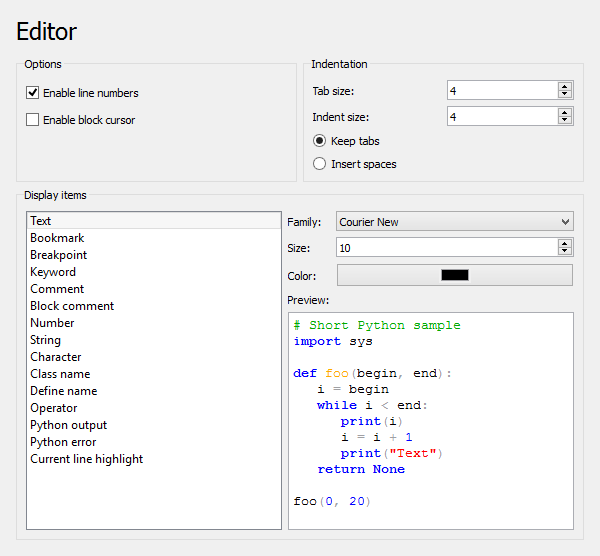 Editor
Options
Enable line numbers
Enable block cursor
Indentation
Tab size: 4
Indent size: 4
Keep tabs
Insert spaces
Display items
Text
Bookmark
Breakpoint
Keyword
Comment
Block comment
Number
String
Character
Class name
Define name
Operator
Python output
Python error
Current line highlight
Family: Courier New
Size: 10
Color:
Preview:
# Short Python sample
import sys
def foo(begin, end):
   i = begin
   while i < end:
      print(i)
      i = i + 1
      print("Text")
   return None
foo(0, 20)